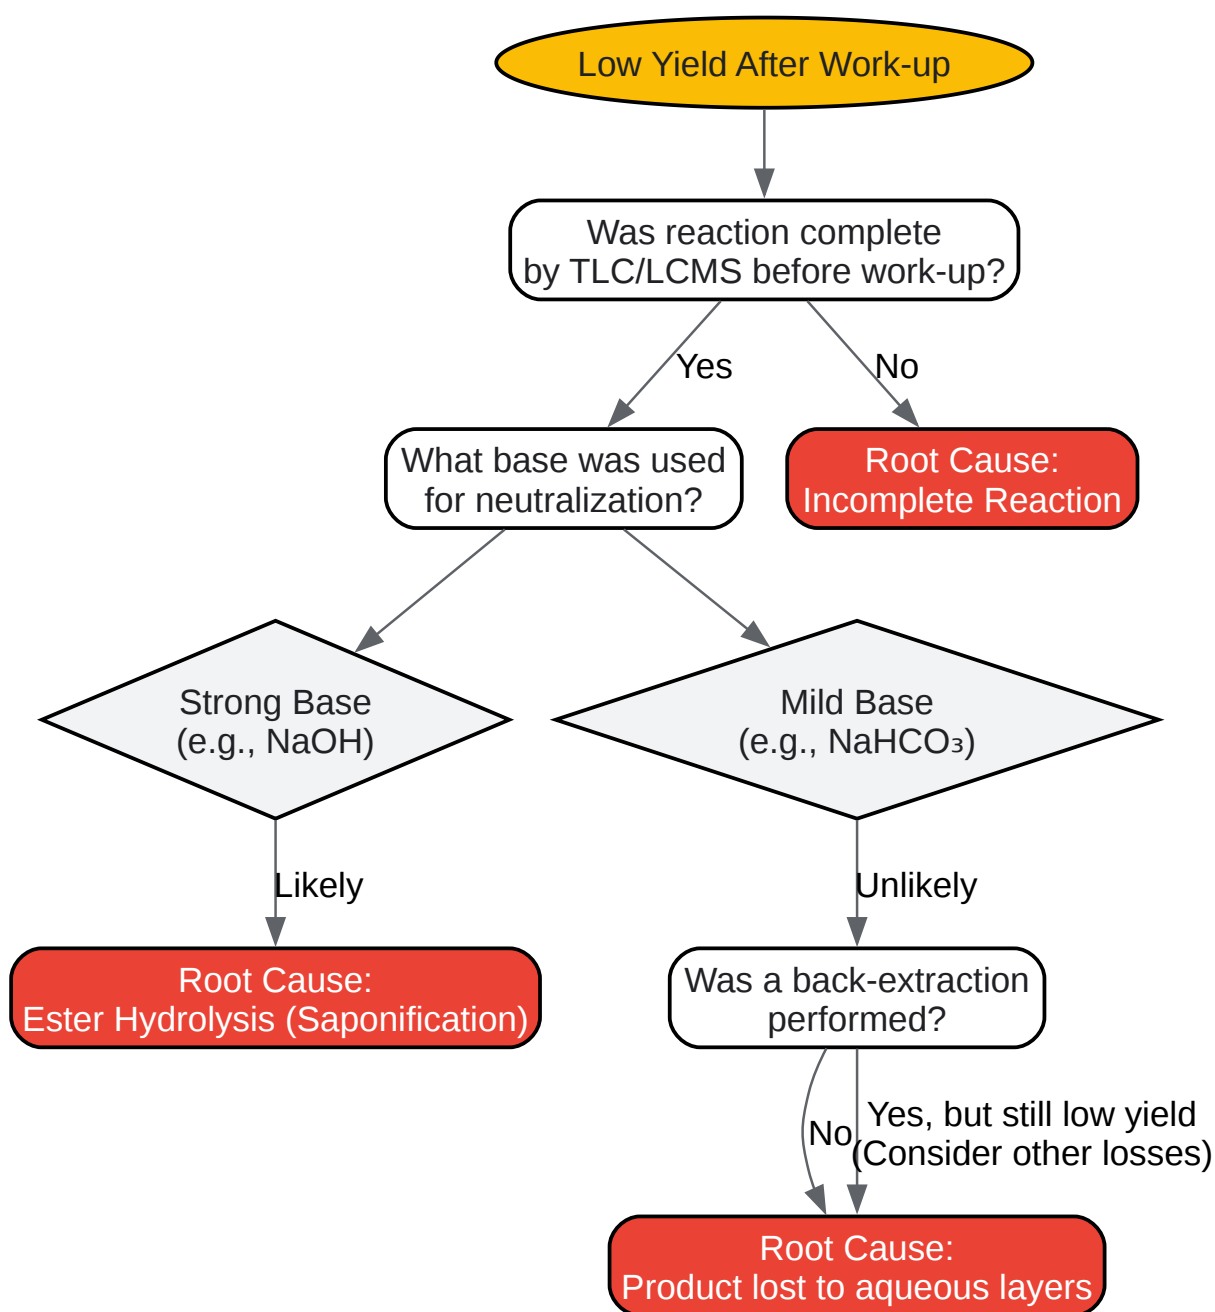 Low Yield After Work-up
Was reaction complete
by TLC/LCMS before work-up?
Yes
No
What base was used
for neutralization?
Root Cause:
Incomplete Reaction
Strong Base
(e.g., NaOH)
Mild Base
(e.g., NaHCO₃)
Likely
Unlikely
Root Cause:
Ester Hydrolysis (Saponification)
Was a back-extraction
performed?
No
Yes, but still low yield
(Consider other losses)
Root Cause:
Product lost to aqueous layers